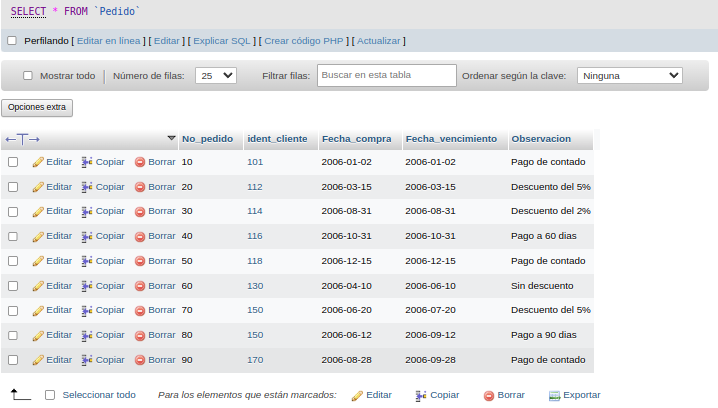 SELECT * FROM `Pedido`
Perfilando [ Editar en línea ] [ Editar ] [ Explicar SQL ] [ Crear código PHP ] [ Actualizar ]
Mostrar todo | Número de filas: 25 Filtrar filas: Buscar en esta tabla Ordenar según la clave: Ninguna
Opciones extra
←T→ No_pedido ident_cliente Fecha_compra Fecha_vencimiento Observacion
Editar Copiar Borrar 10 101 2006-01-02 2006-01-02 Pago de contado
Editar Copiar Borrar 20 112 2006-03-15 2006-03-15 Descuento del 5%
Editar Copiar Borrar 30 114 2006-08-31 2006-08-31 Descuento del 2%
Editar Copiar Borrar 40 116 2006-10-31 2006-10-31 Pago a 60 dias
Editar Copiar Borrar 50 118 2006-12-15 2006-12-15 Pago de contado
Editar Copiar Borrar 60 130 2006-04-10 2006-06-10 Sin descuento
Editar Copiar Borrar 70 150 2006-06-20 2006-07-20 Descuento del 5%
Editar Copiar Borrar 80 150 2006-06-12 2006-09-12 Pago a 90 dias
Editar Copiar Borrar 90 170 2006-08-28 2006-09-28 Pago de contado
Seleccionar todo Para los elementos que están marcados: Editar Copiar Borrar Exportar